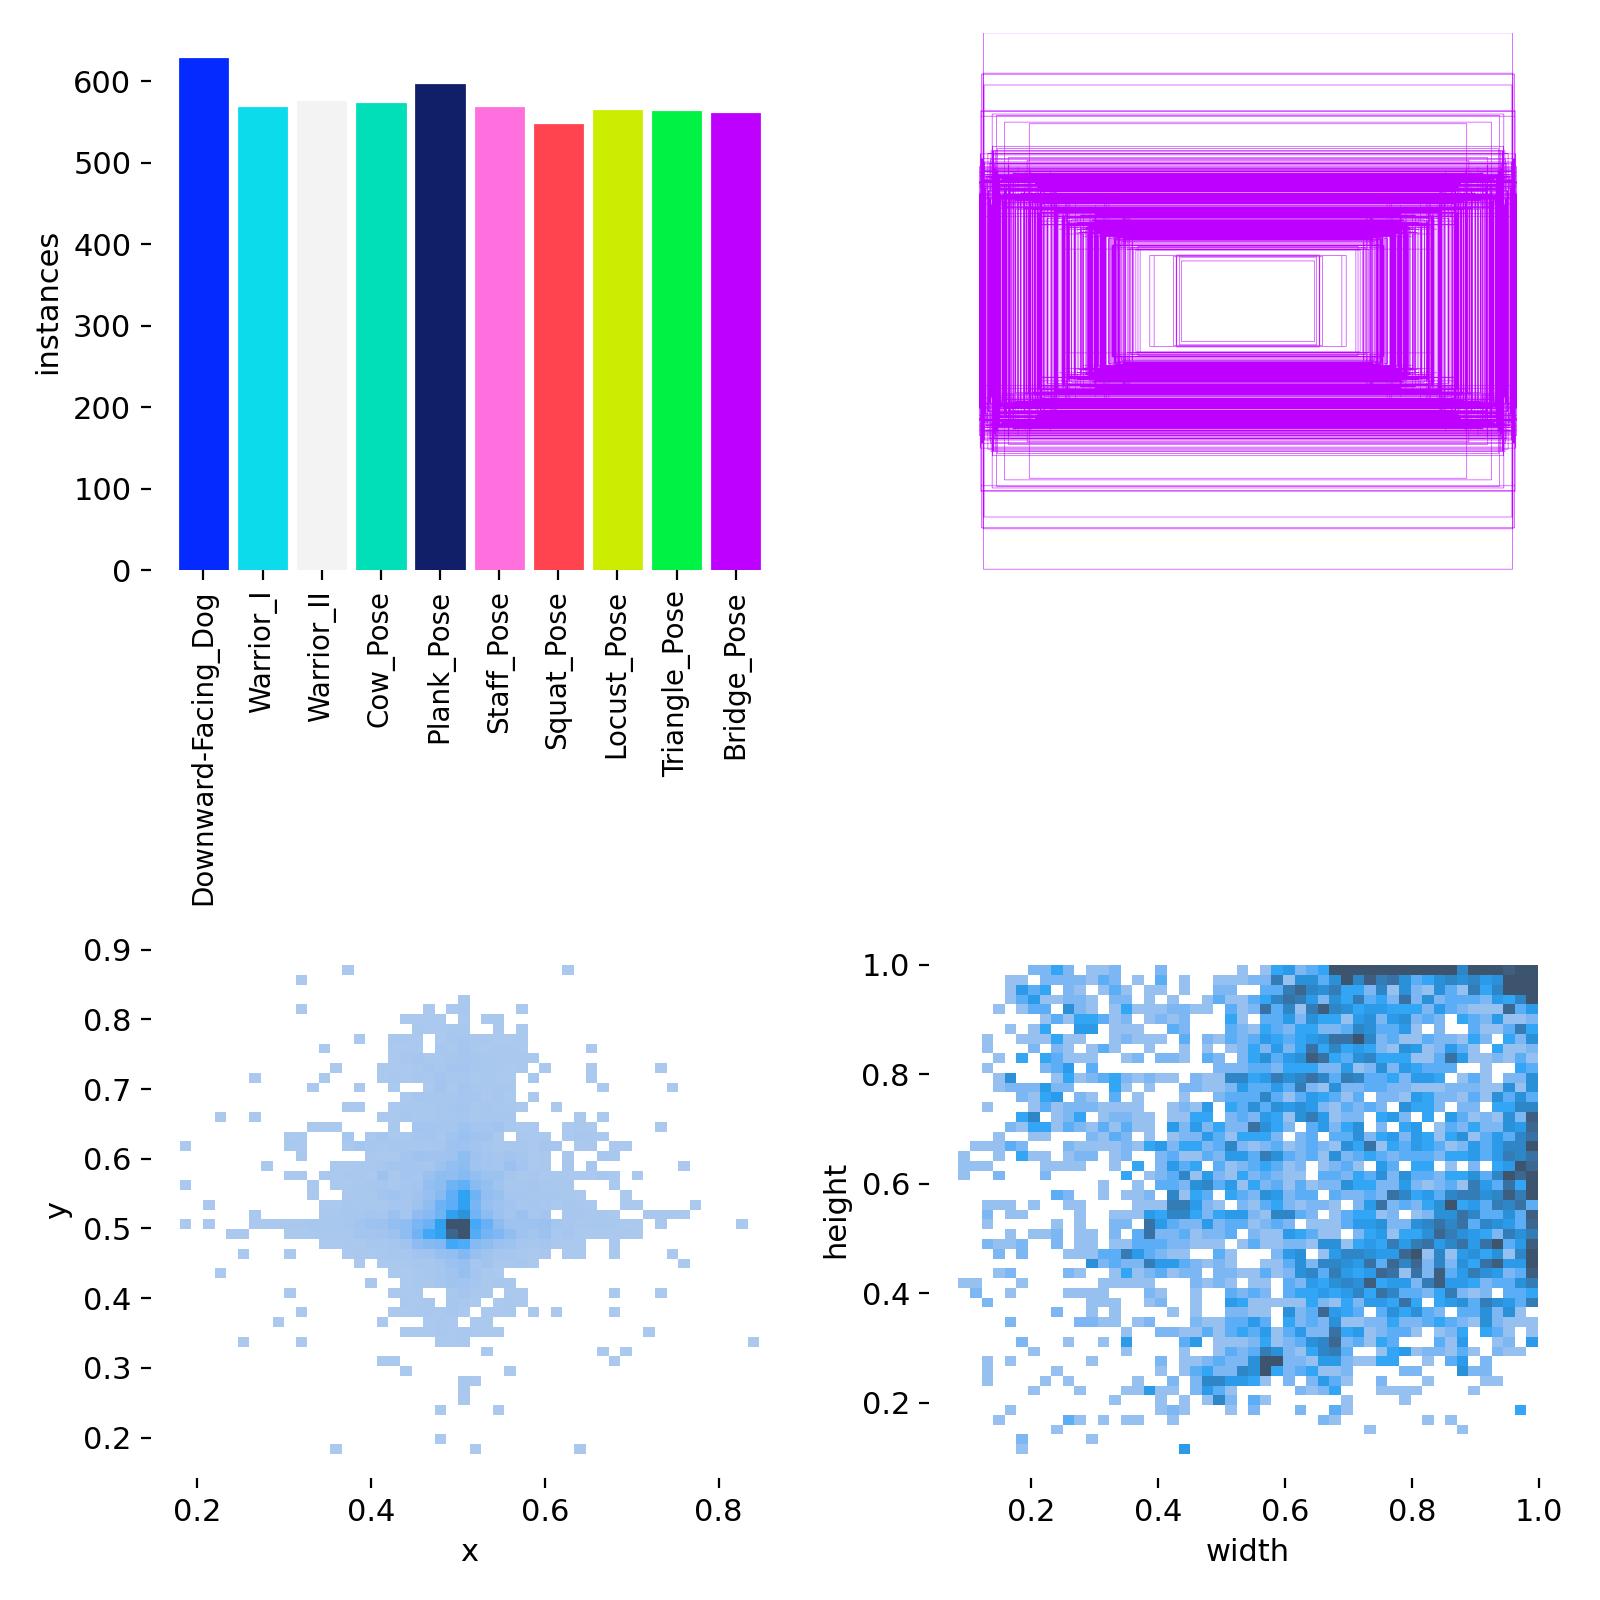 600
500
400
300
200
100
0
instances
Downward-Facing_Dog
Warrior_I
Warrior_II
Cow_Pose
Plank_Pose
Staff_Pose
Squat_Pose
Locust_Pose
Triangle_Pose
Bridge_Pose
0.9
0.8
0.7
0.6
0.5
0.4
0.3
0.2
y
0.2 0.4 0.6 0.8
x
1.0
0.8
0.6
0.4
0.2
height
0.2 0.4 0.6 0.8 1.0
width